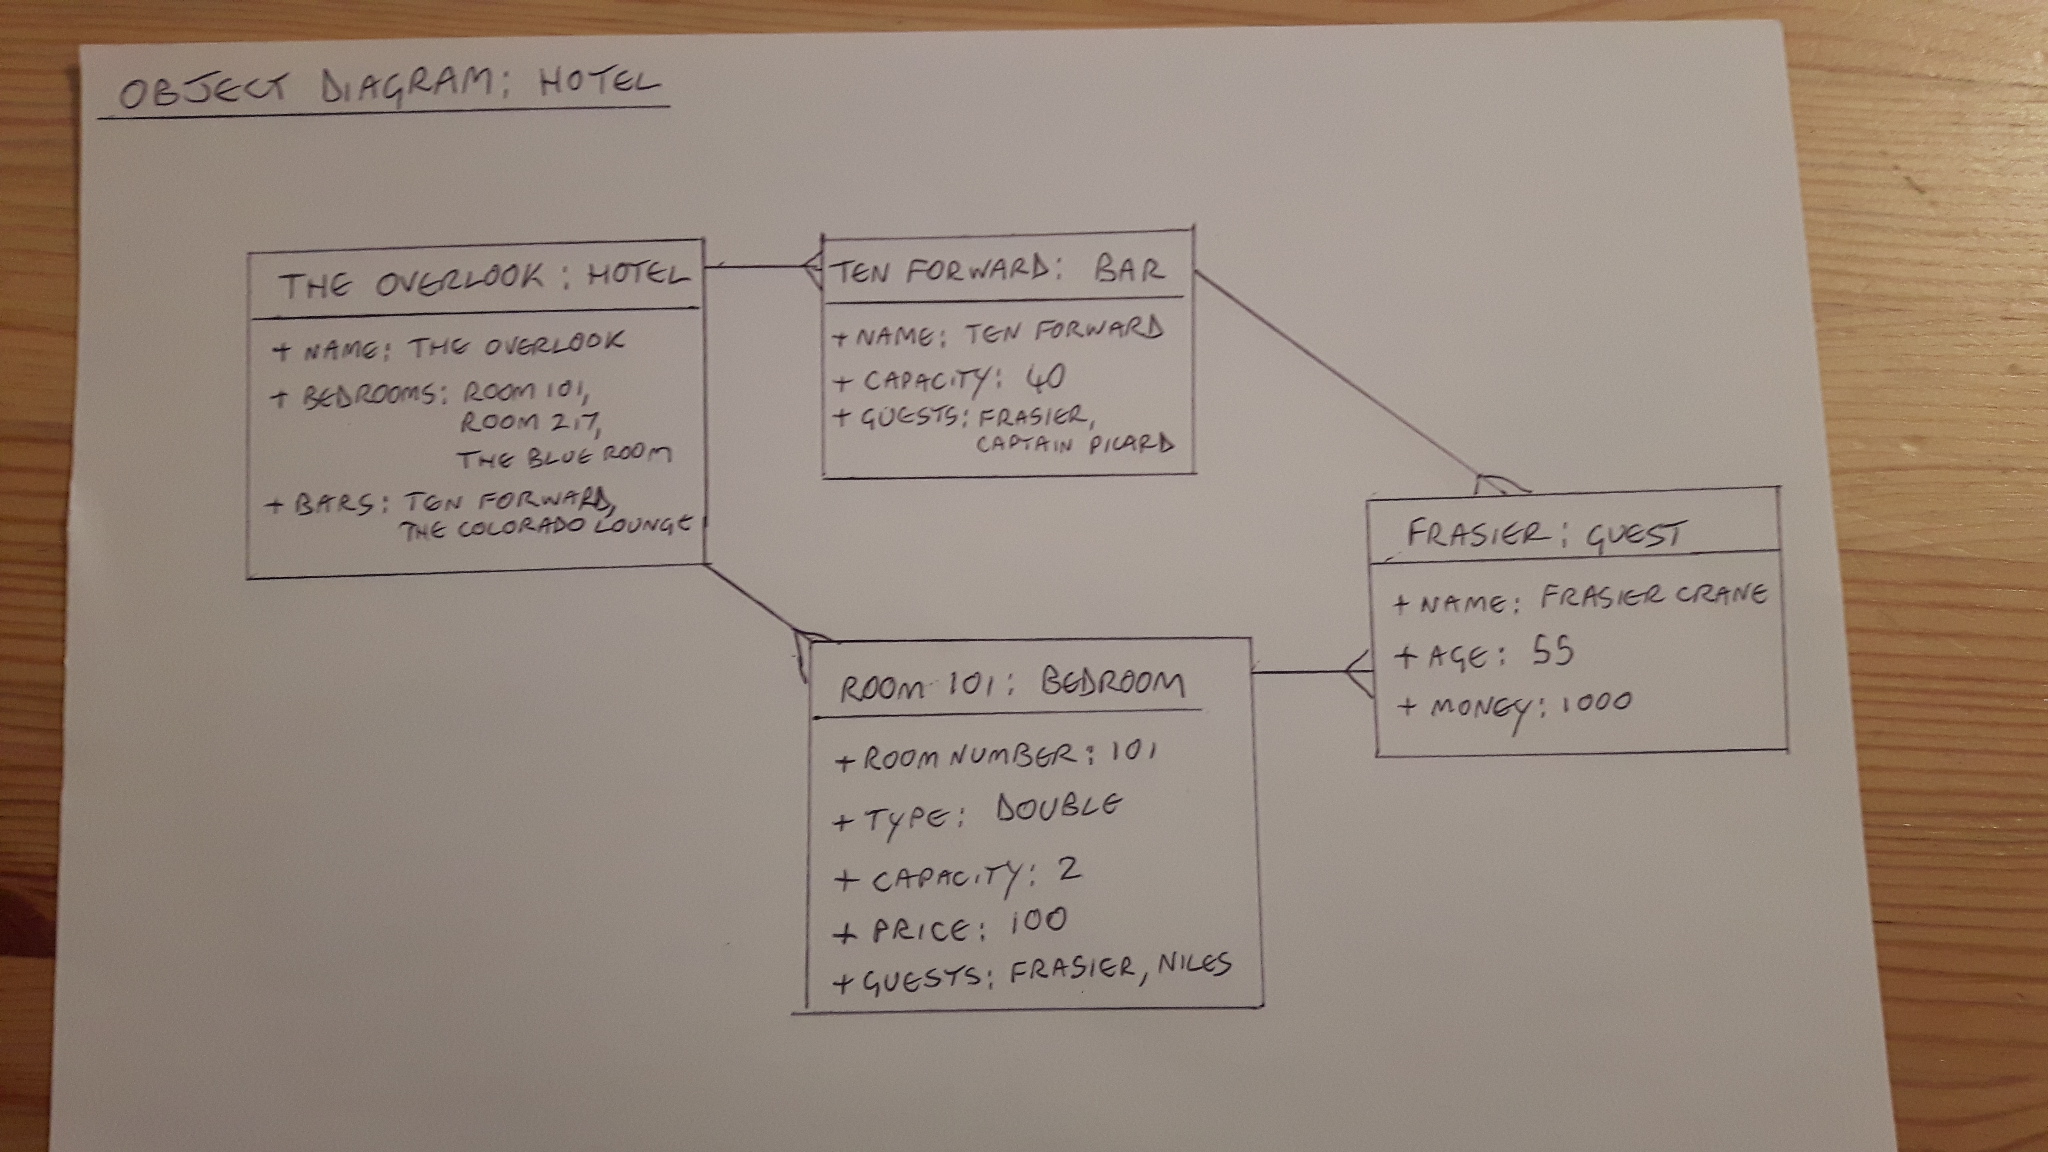 OBJECT DIAGRAM: HOTEL
THE OVERLOOK : HOTEL
+ NAME: THE OVERLOOK
+ BEDROOMS: ROOM 101,
ROOM 217,
THE BLUE ROOM
+ BARS: TEN FORWARD,
THE COLORADO LOUNGE
TEN FORWARD: BAR
+ NAME: TEN FORWARD
+ CAPACITY: 40
+ GUESTS: FRASIER,
CAPTAIN PICARD
FRASIER: GUEST
+ NAME: FRASIER CRANE
+ AGE: 55
+ MONEY: 1000
ROOM 101: BEDROOM
+ ROOM NUMBER: 101
+ TYPE: DOUBLE
+ CAPACITY: 2
+ PRICE: 100
+ GUESTS: FRASIER, NILES